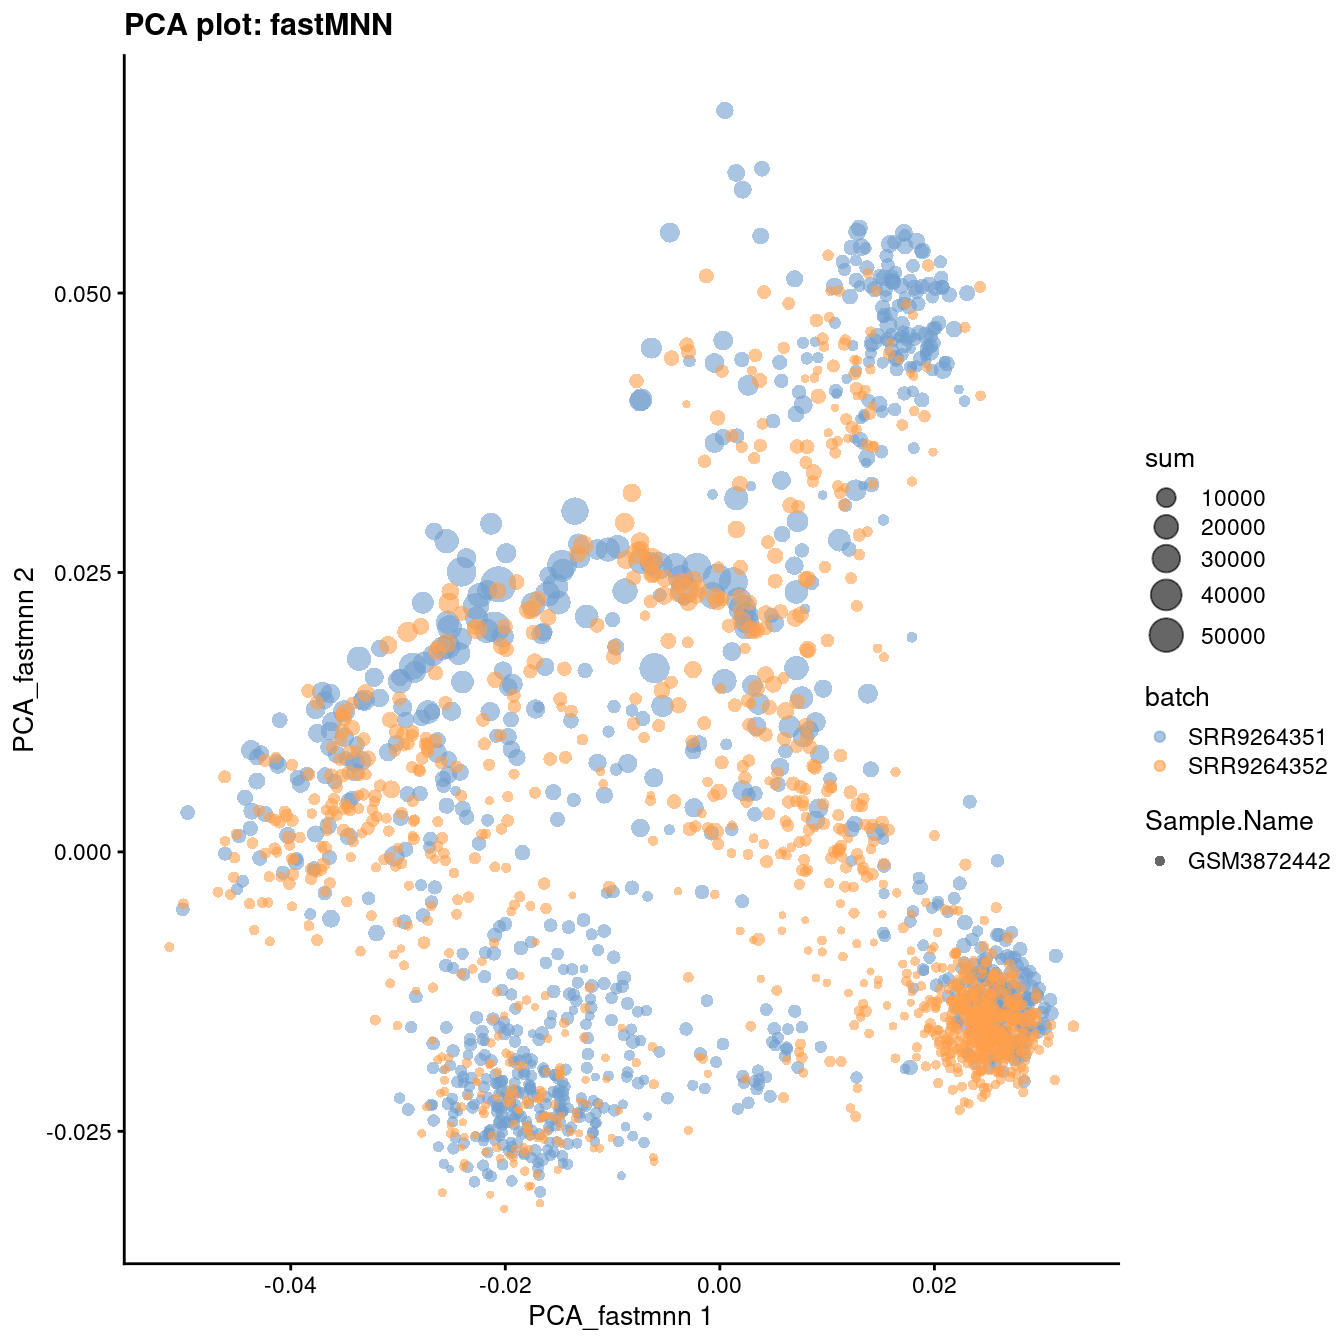 PCA plot: fastMNN
0.050
0.025
0.000
-0.025
PCA_fastmnn 2
-0.04
-0.02
0.00
0.02
PCA_fastmnn 1
sum
10000
20000
30000
40000
50000
batch
SRR9264351
SRR9264352
Sample.Name
GSM3872442